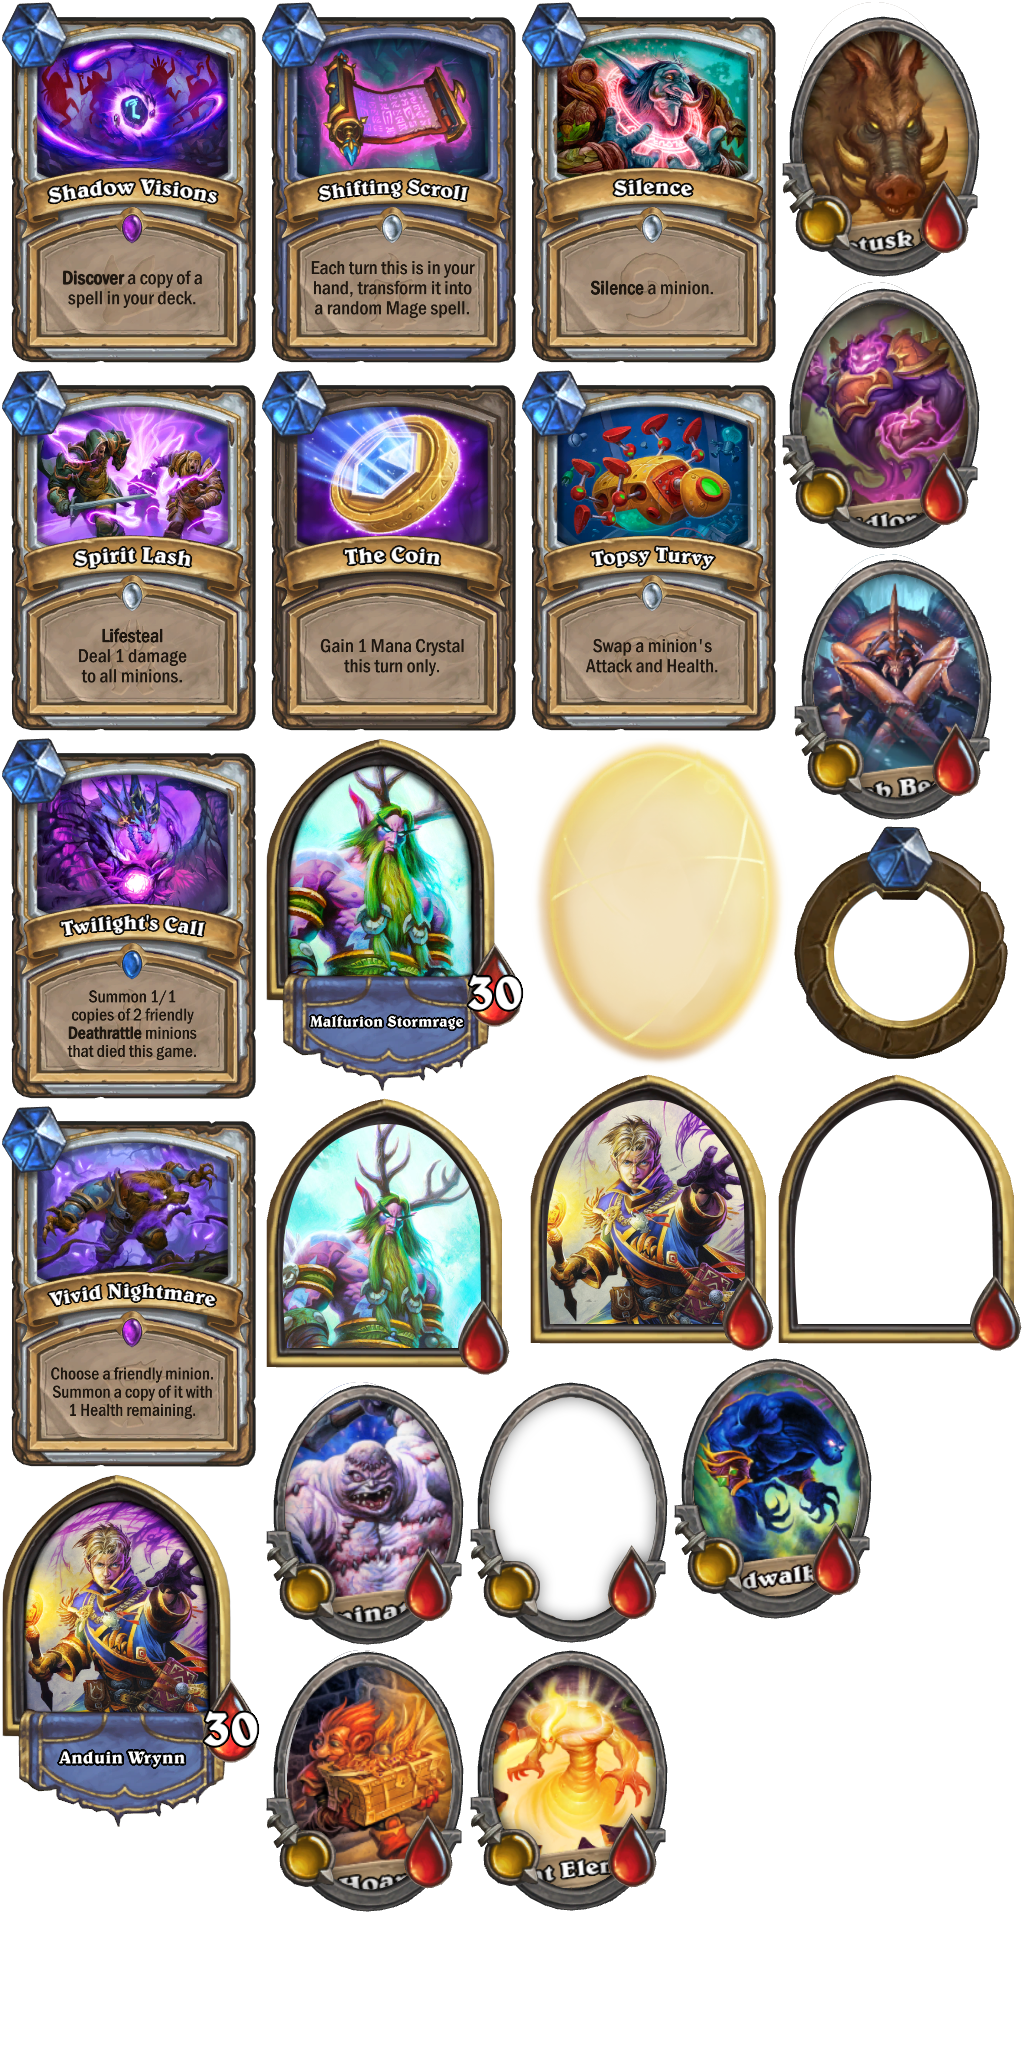 Shadow Visions
Discover a copy of a
spell in your deck.
Shifting Scroll
Each turn this is in your
hand, transform it into
a random Mage spell.
Silence
Silence a minion.
Spirit Lash
Lifesteal
Deal 1 damage
to all minions.
The Coin
Gain 1 Mana Crystal
this turn only.
Topsy Turvy
Swap a minion's
Attack and Health.
Twilight's Call
Summon 1/1
copies of 2 friendly
Deathrattle minions
that died this game.
30
Malfurion Stormrage
Vivid Nightmare
Choose a friendly minion.
Summon a copy of it with
1 Health remaining.
30
Anduin Wrynn